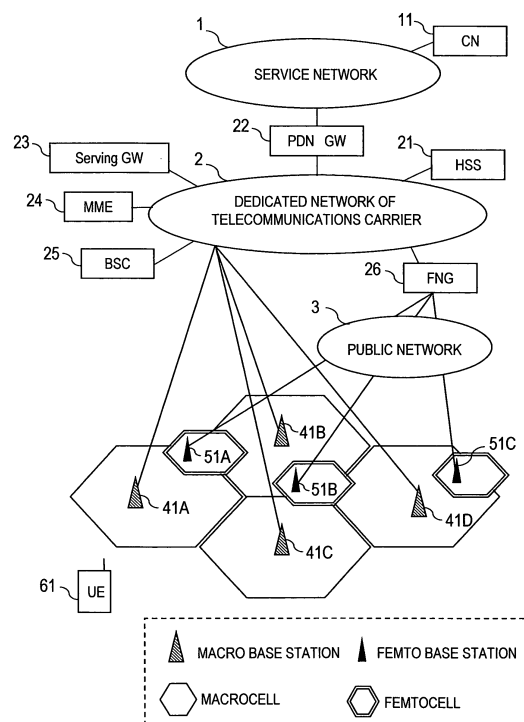 1
11
CN
SERVICE NETWORK
22
PDN GW
23
Serving GW
2
21
HSS
24
MME
DEDICATED NETWORK OF
TELECOMMUNICATIONS CARRIER
25
BSC
26
FNG
3
PUBLIC NETWORK
41B
51A
51C
51B
41A
41D
41C
61
UE
MACRO BASE STATION
FEMTO BASE STATION
MACROCELL
FEMTOCELL